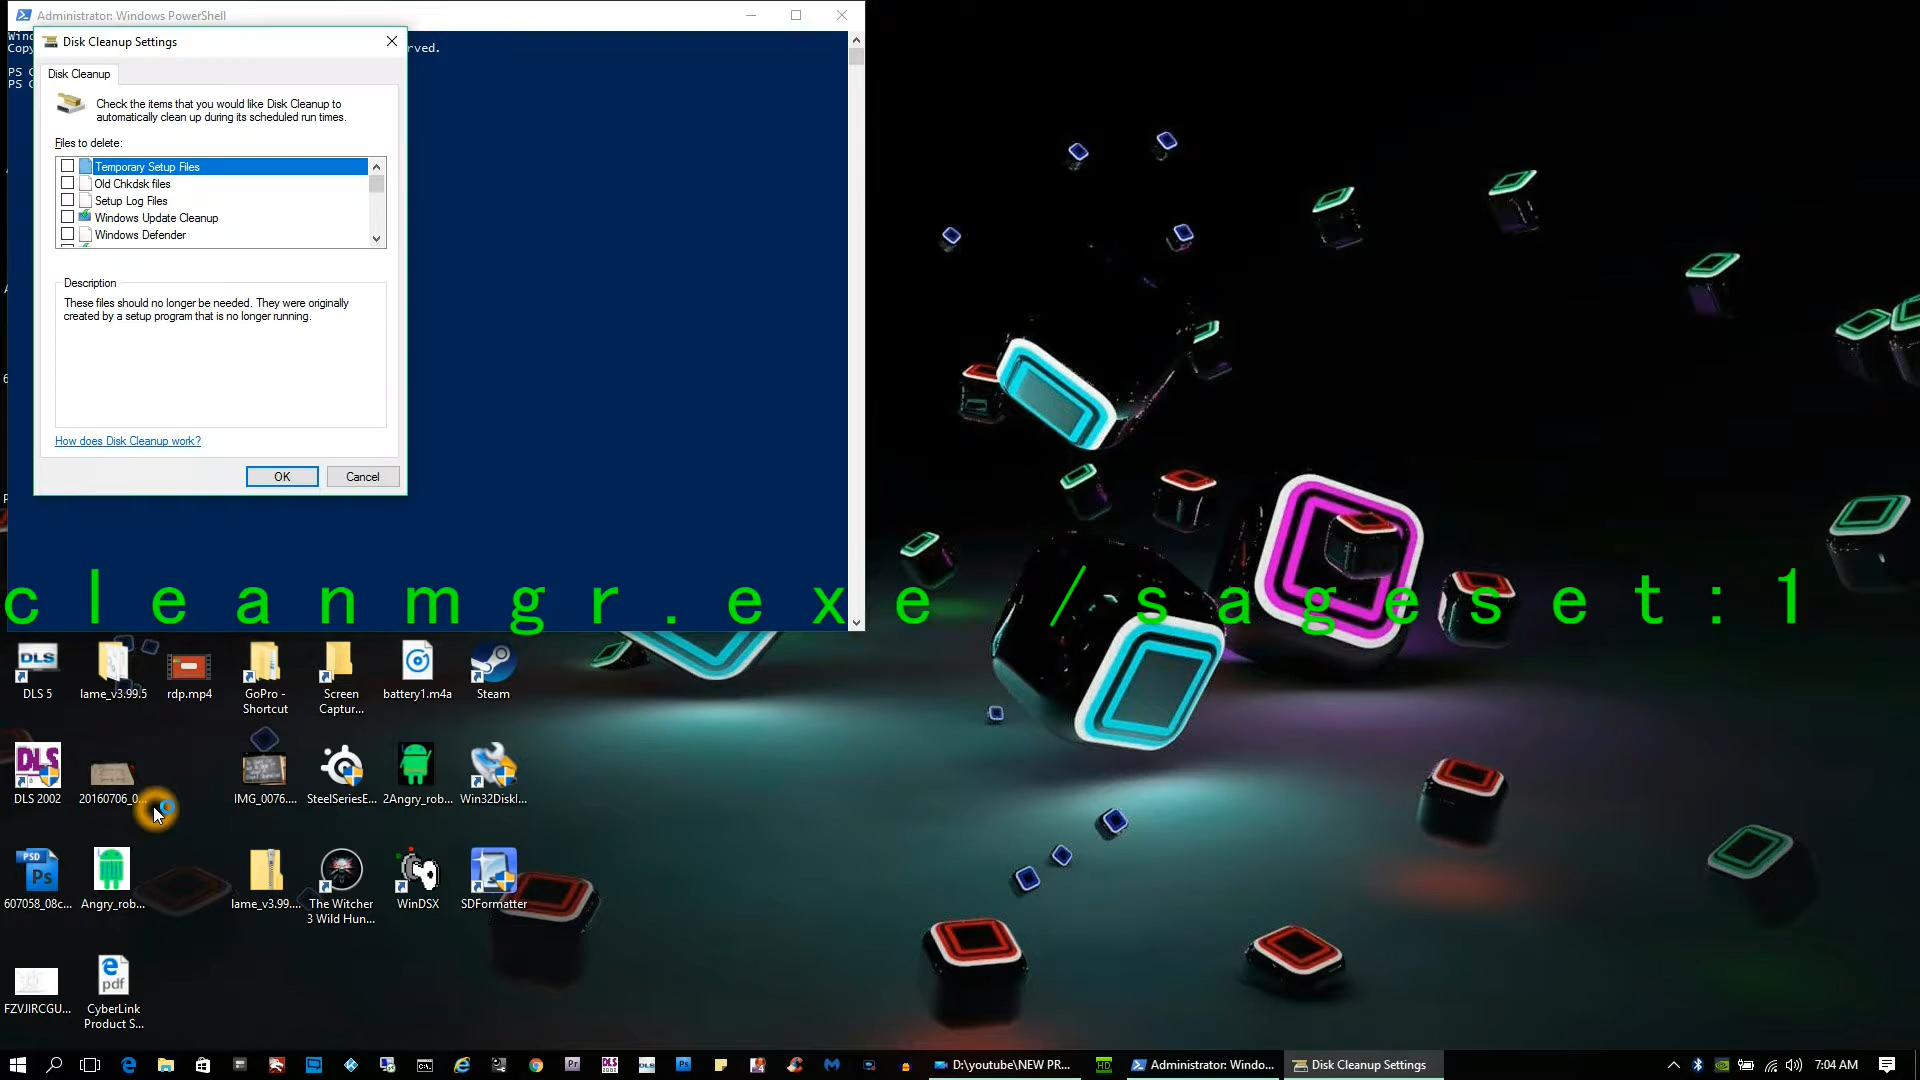 Administrator: Windows PowerShell
rved.
PS
PS
Disk Cleanup Settings
Disk Cleanup
Check the items that you would like Disk Cleanup to
automatically clean up during its scheduled run times.
Files to delete:
Temporary Setup Files
Old Chkdsk files
Setup Log Files
Windows Update Cleanup
Windows Defender
Description
These files should no longer be needed. They were originally
created by a setup program that is no longer running.
How does Disk Cleanup work?
OK Cancel
cleanmgr.exe /sageset:1
DLS 5
lame_v3.99.5
rdp.mp4
GoPro -
Shortcut
Screen
Captur...
battery1.m4a
Steam
DLS 2002
20160706_0...
IMG_0076....
SteelSeriesE...
2Angry_rob...
Win32DiskI...
607058_08c...
Angry_rob...
lame_v3.99....
The Witcher
3 Wild Hun...
WinDSX
SDFormatter
FZVJIRCGU...
CyberLink
Product S...
D:\youtube\NEW PR...
Administrator: Windo...
Disk Cleanup Settings
7:04 AM